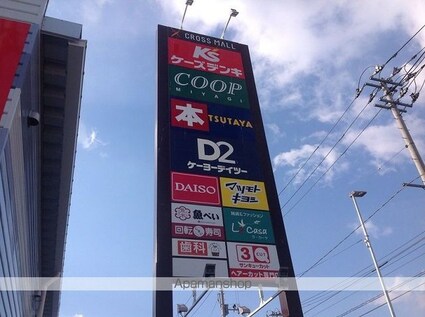 CROSS MALL
K's
ケーズデンキ
COOP
MIYAGI
本 TSUTAYA
D2
ケーヨーデイツー
DAISO
マツモト
キヨシ
魚べい
回転寿司
L Casa
歯科
3
サンキューカット
ヘアーカット専門店
Apamanshop